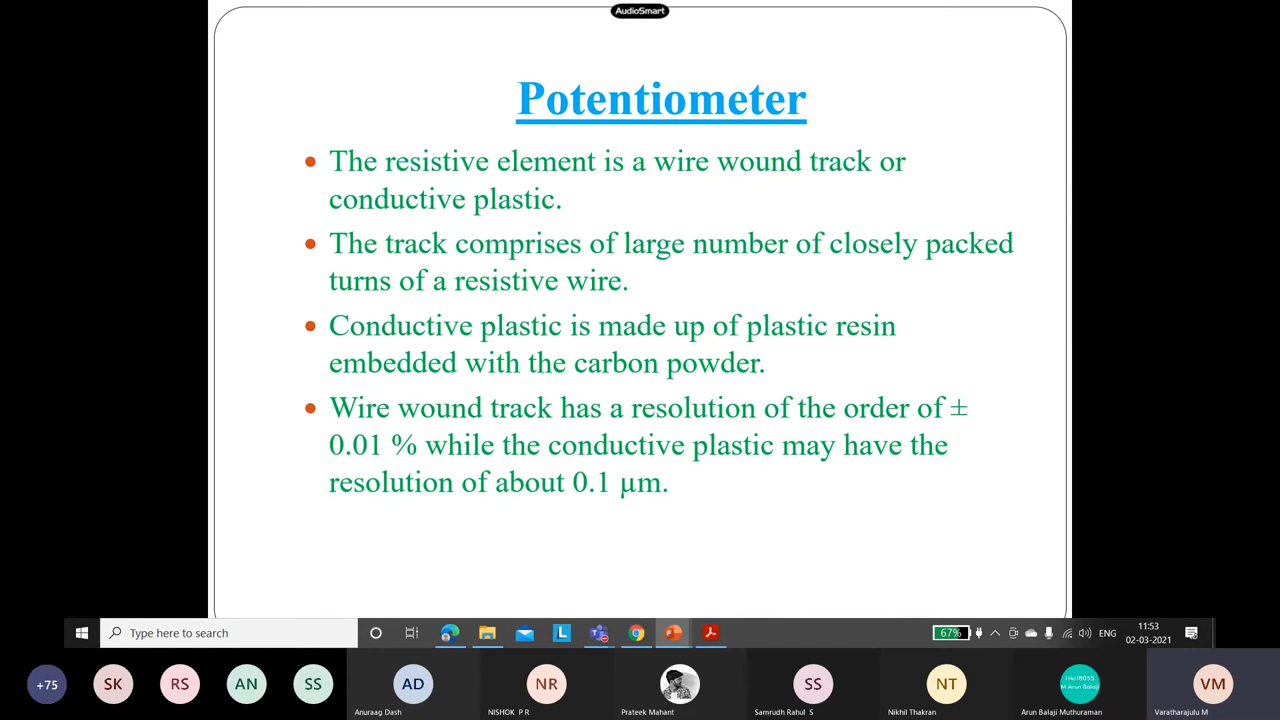 AudioSmart
Potentiometer
• The resistive element is a wire wound track or
conductive plastic.
• The track comprises of large number of closely packed
turns of a resistive wire.
• Conductive plastic is made up of plastic resin
embedded with the carbon powder.
• Wire wound track has a resolution of the order of ±
0.01 % while the conductive plastic may have the
resolution of about 0.1 µm.
Type here to search
L
67%
ENG
11:53
02-03-2021
+75
SK
RS
AN
SS
AD
NR
SS
NT
114118055
M Arun Balaji
VM
Anuraag Dash
NISHOK P R
Prateek Mahant
Samrudh Rahul S
Nikhil Thakran
Arun Balaji Muthuraman
Varatharajulu M